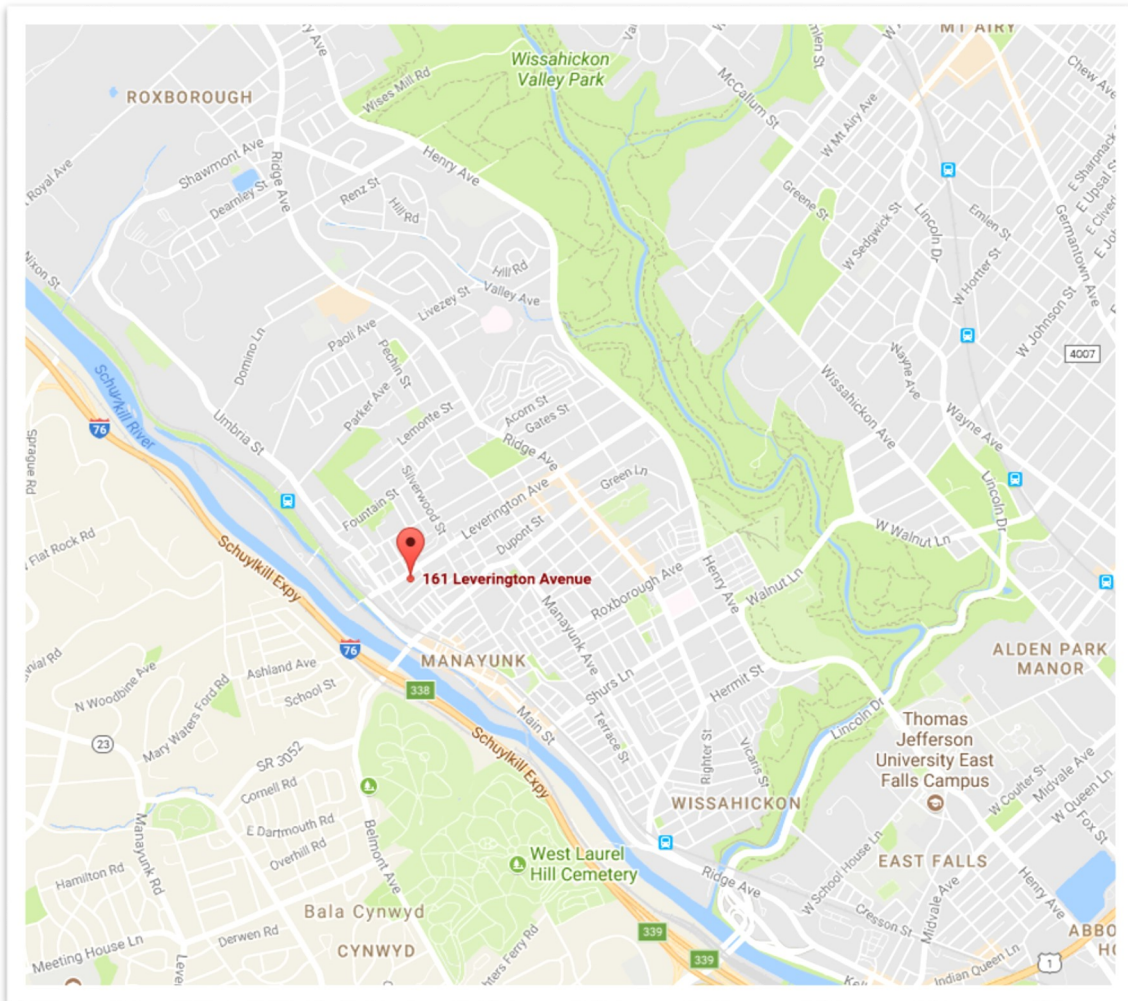 MT AIRY
Wissahickon
Valley Park
ROXBOROUGH
Wises Mill Rd
McCallum St
W Mt Airy Ave
Chew Ave
Shawmont Ave
Ridge Ave
Henry Ave
Royal Ave
Dearnley St
Renz St
Hill Rd
Greene St
W Sedgwick St
Lincoln Dr
Emlen St
Germantown Ave
E Sharpnack
E Upsal St
Nixon St
Hill Rd
Valley Ave
Livezey St
W Hortter St
W Johnson St
4007
Domino Ln
Paoli Ave
Pechin St
Parker Ave
Lemonte St
Acorn St
Gates St
Wayne Ave
Wissahickon Ave
Wayne Ave
Schuylkill River
76
Umbria St
Ridge Ave
Sprague Rd
Silverwood St
Fountain St
Leverington Ave
Green Ln
Dupont St
Lincoln Dr
W Walnut Ln
Flat Rock Rd
Schuylkill Expy
161 Leverington Avenue
Manayunk Ave
Roxborough Ave
Henry Ave
Walnut Ln
76
MANAYUNK
338
ALDEN PARK
MANOR
Ashland Ave
School St
N Woodbine Ave
Mary Waters Ford Rd
Shurs Ln
Hermit St
Main St
Terrace St
Righter St
Vicaris St
Lincoln Dr
Schuylkill Expy
23
SR 3052
Thomas
Jefferson
University East
Falls Campus
W Coulter St
Midvale Ave
W Queen Ln
Fox St
Cornell Rd
E Dartmouth Rd
Overhill Rd
Manayunk Rd
Belmont Ave
WISSAHICKON
West Laurel
Hill Cemetery
Ridge Ave
W School House Ln
EAST FALLS
Henry Ave
Hamilton Rd
Bala Cynwyd
Cresson St
Midvale Ave
Meeting House Ln
Derwen Rd
CYNWYD
339
339
Indian Queen Ln
1